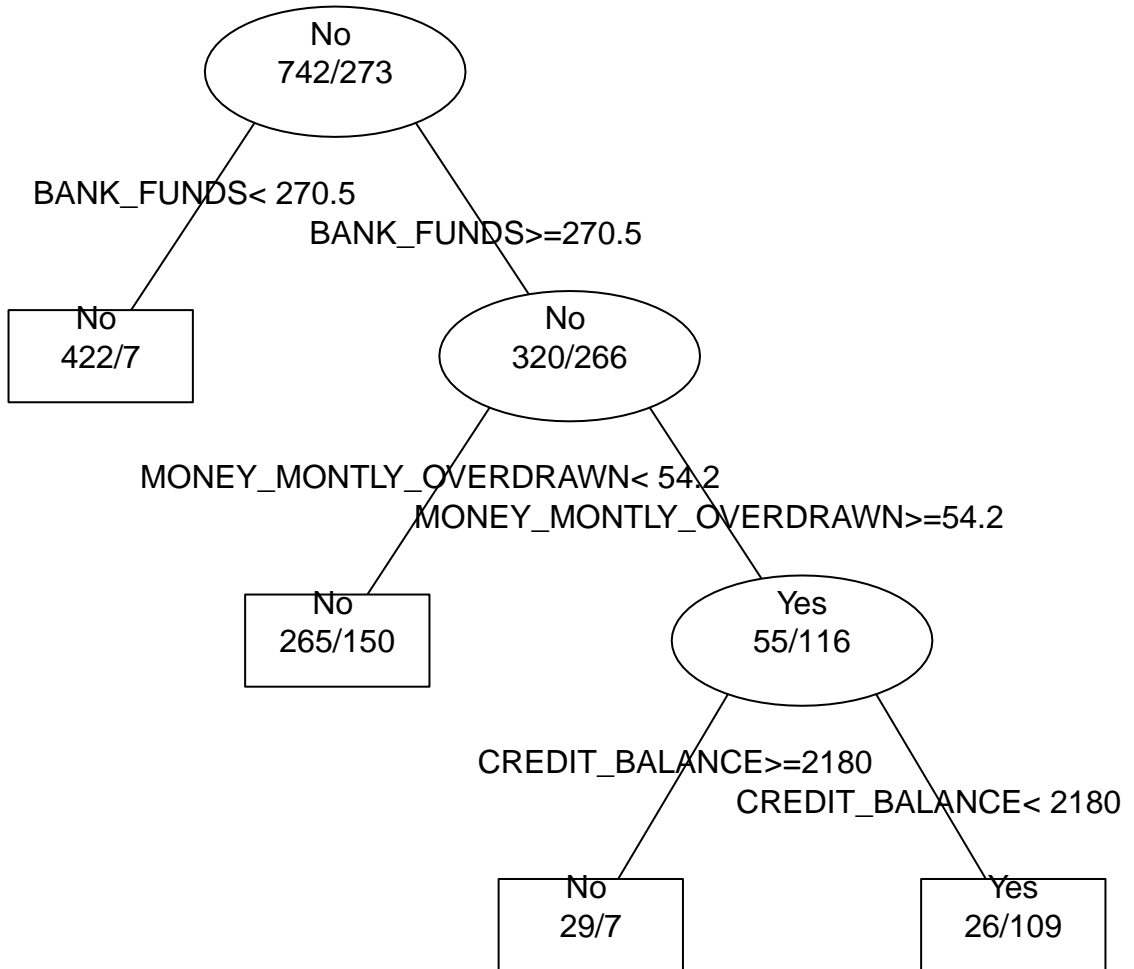 No
742/273
BANK_FUNDS< 270.5
BANK_FUNDS>=270.5
No
422/7
No
320/266
MONEY_MONTLY_OVERDRAWN< 54.2
MONEY_MONTLY_OVERDRAWN>=54.2
No
265/150
Yes
55/116
CREDIT_BALANCE>=2180
CREDIT_BALANCE< 2180
No
29/7
Yes
26/109